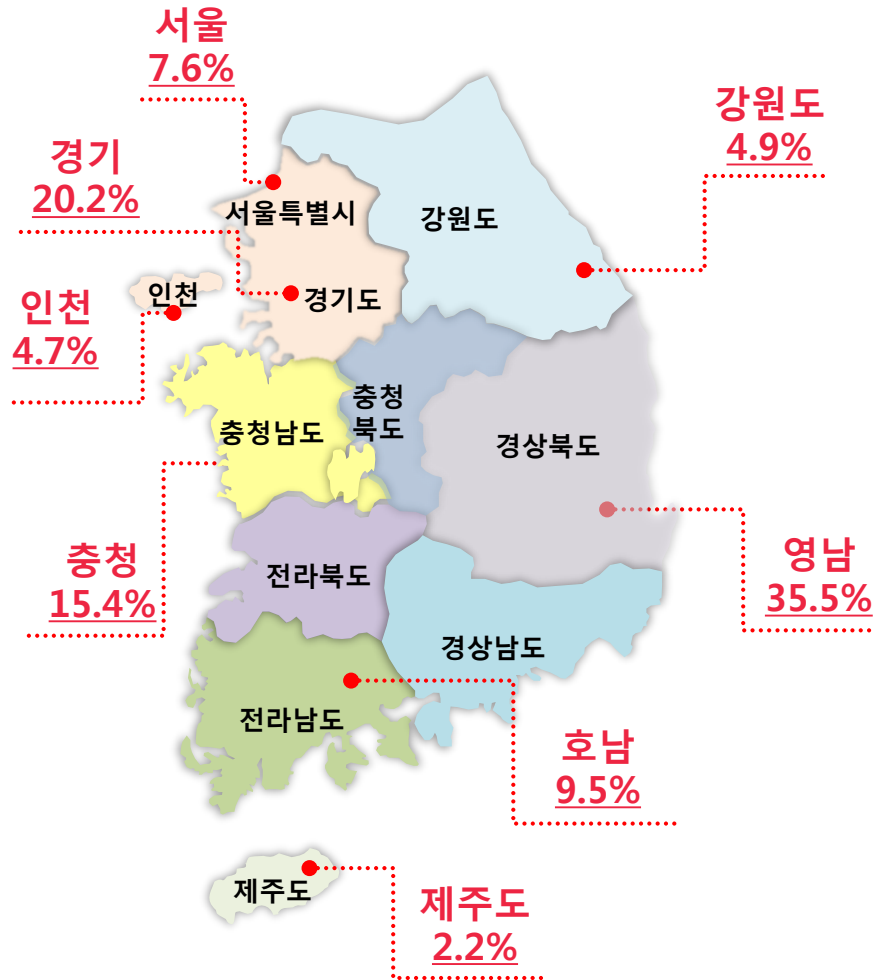 서울
7.6%
강원도
4.9%
경기
20.2%
서울특별시
강원도
인천
경기도
인천
4.7%
충청
북도
충청남도
경상북도
충청
15.4%
전라북도
영남
35.5%
경상남도
전라남도
호남
9.5%
제주도
제주도
2.2%